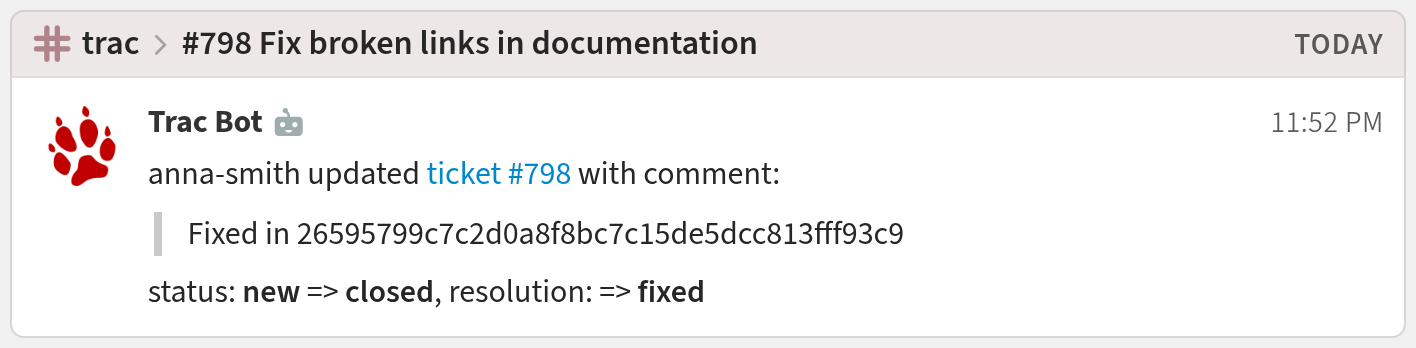 trac > #798 Fix broken links in documentation TODAY
Trac Bot 11:52 PM
anna-smith updated ticket #798 with comment:
Fixed in 26595799c7c2d0a8f8bc7c15de5dcc813fff93c9
status: new => closed, resolution: => fixed